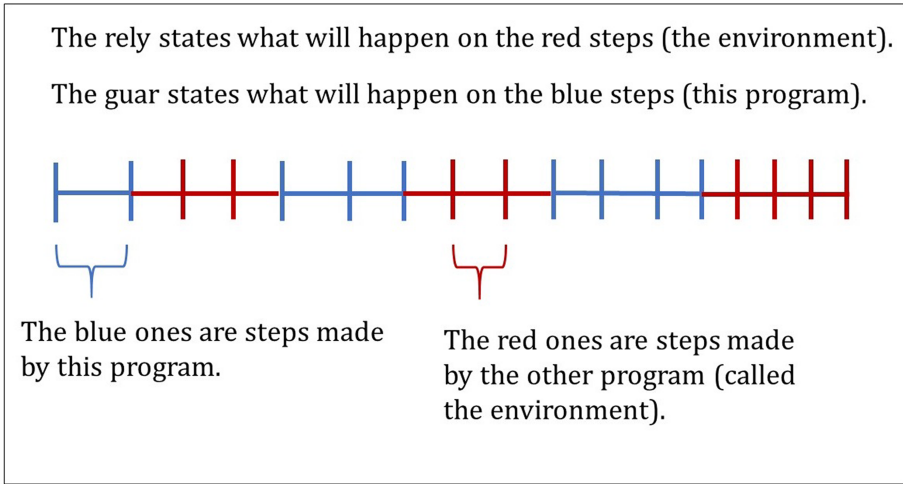 The rely states what will happen on the red steps (the environment).
The guar states what will happen on the blue steps (this program).
The blue ones are steps made
by this program.
The red ones are steps made
by the other program (called
the environment).